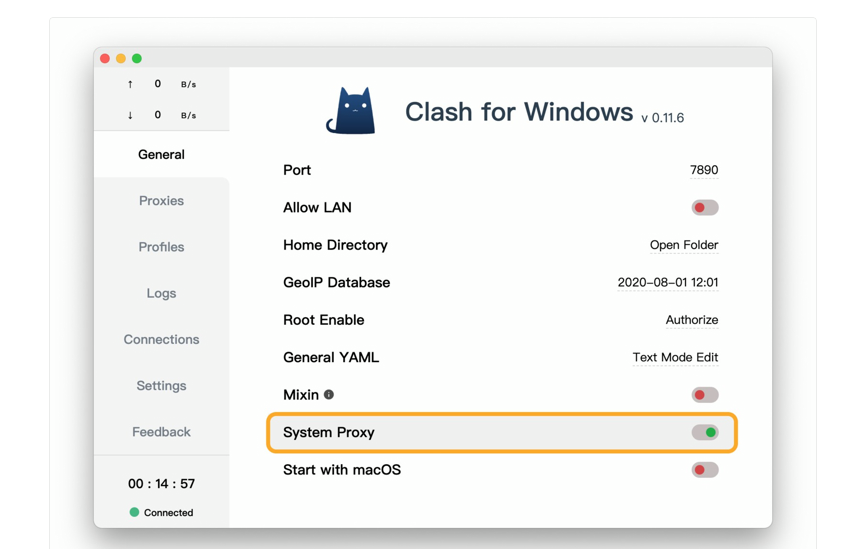 ↑ 0 B/s
↓ 0 B/s
General
Proxies
Profiles
Logs
Connections
Settings
Feedback
00 : 14 : 57
Connected
Clash for Windows v 0.11.6
Port 7890
Allow LAN
Home Directory Open Folder
GeoIP Database 2020-08-01 12:01
Root Enable Authorize
General YAML Text Mode Edit
Mixin
System Proxy
Start with macOS